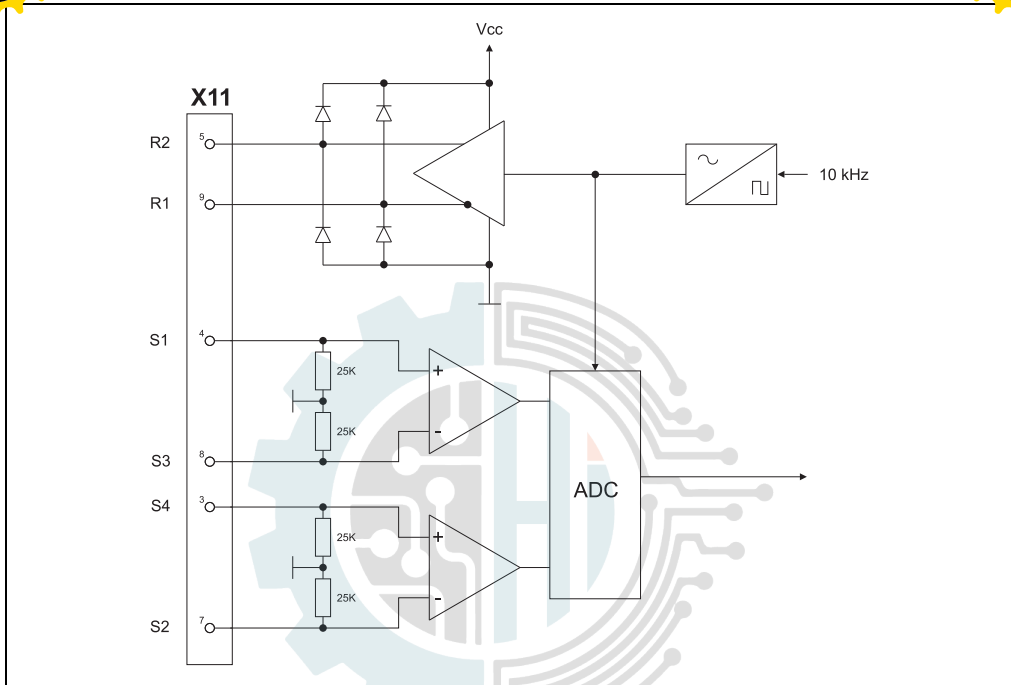 Vcc
X11
R2 5
10 kHz
R1 9
S1 4
+
25K
25K
-
S3 8
ADC
S4 3
+
25K
25K
-
S2 7